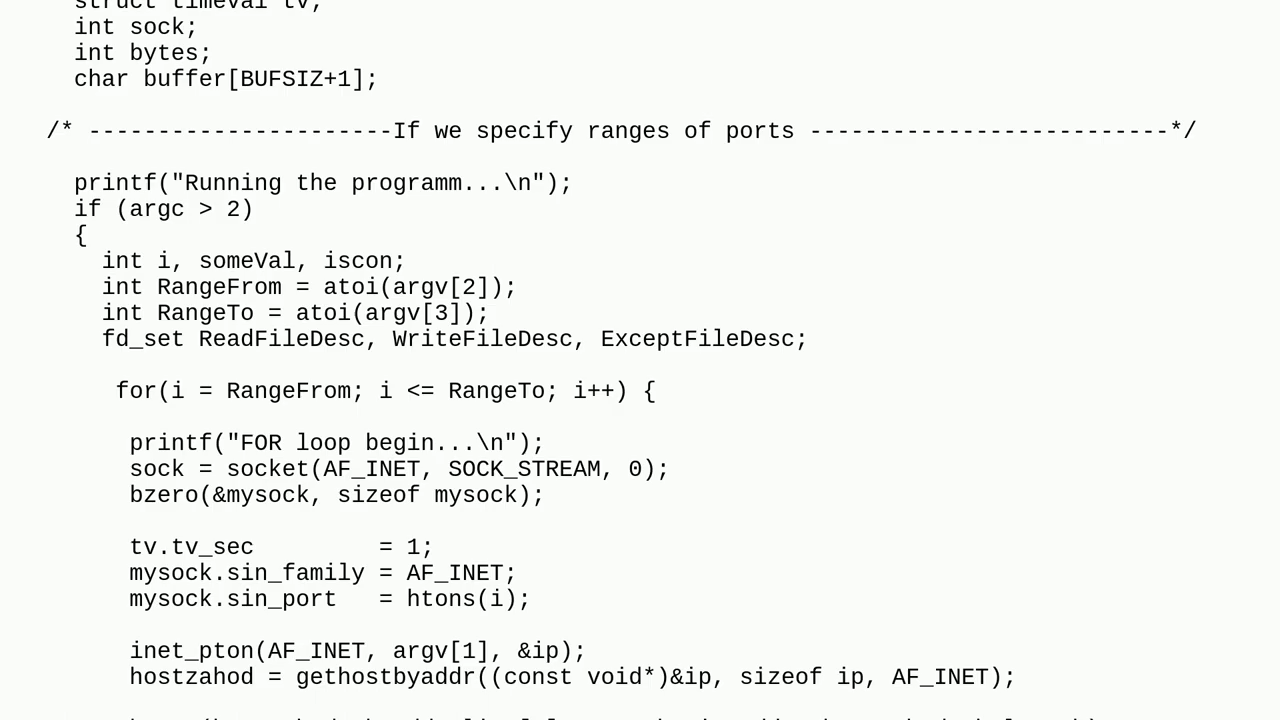 struct timeval tv;
int sock;
int bytes;
char buffer[BUFSIZ+1];
/* ----------------------If we specify ranges of ports --------------------------*/
printf("Running the programm...\n");
if (argc > 2)
{
int i, someVal, iscon;
int RangeFrom = atoi(argv[2]);
int RangeTo = atoi(argv[3]);
fd_set ReadFileDesc, WriteFileDesc, ExceptFileDesc;
for(i = RangeFrom; i <= RangeTo; i++) {
printf("FOR loop begin...\n");
sock = socket(AF_INET, SOCK_STREAM, 0);
bzero(&mysock, sizeof mysock);
tv.tv_sec         = 1;
mysock.sin_family = AF_INET;
mysock.sin_port   = htons(i);
inet_pton(AF_INET, argv[1], &ip);
hostzahod = gethostbyaddr((const void*)&ip, sizeof ip, AF_INET);